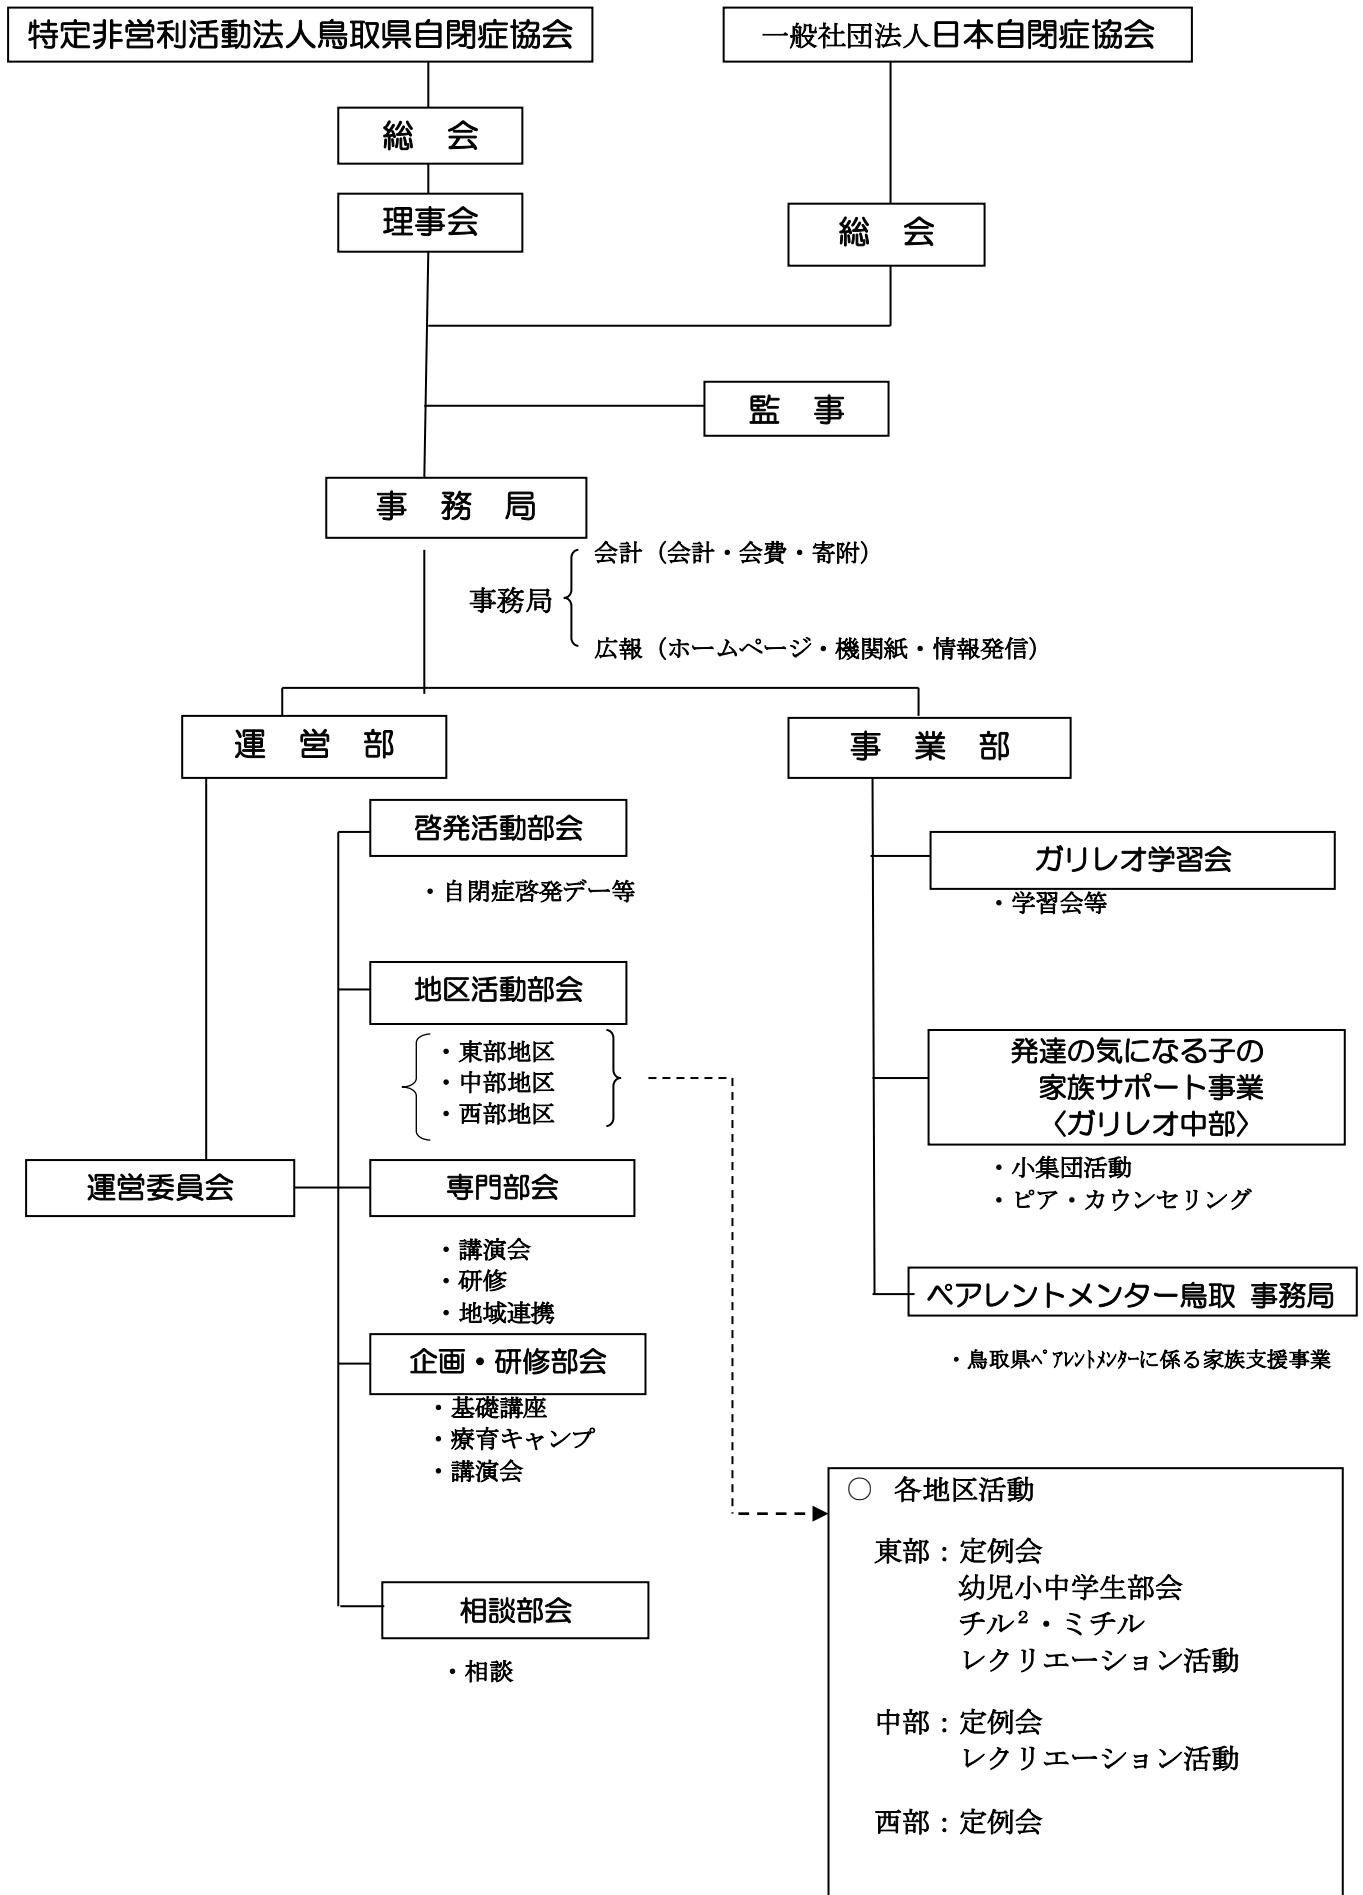 特定非営利活動法人鳥取県自閉症協会
一般社団法人日本自閉症協会
総　会
理事会
総　会
監　事
事　務　局
会計（会計・会費・寄附）
事務局
広報（ホームページ・機関紙・情報発信）
運　営　部
事　業　部
啓発活動部会
・自閉症啓発デー等
地区活動部会
・東部地区
・中部地区
・西部地区
運営委員会
専門部会
・講演会
・研修
・地域連携
企画・研修部会
・基礎講座
・療育キャンプ
・講演会
相談部会
・相談
ガリレオ学習会
・学習会等
発達の気になる子の
家族サポート事業
〈ガリレオ中部〉
・小集団活動
・ピア・カウンセリング
ペアレントメンター鳥取 事務局
・鳥取県ﾍﾟｱﾚﾝﾄﾒﾝﾀｰに係る家族支援事業
○　各地区活動
東部：定例会
幼児小中学生部会
チル²・ミチル
レクリエーション活動
中部：定例会
レクリエーション活動
西部：定例会